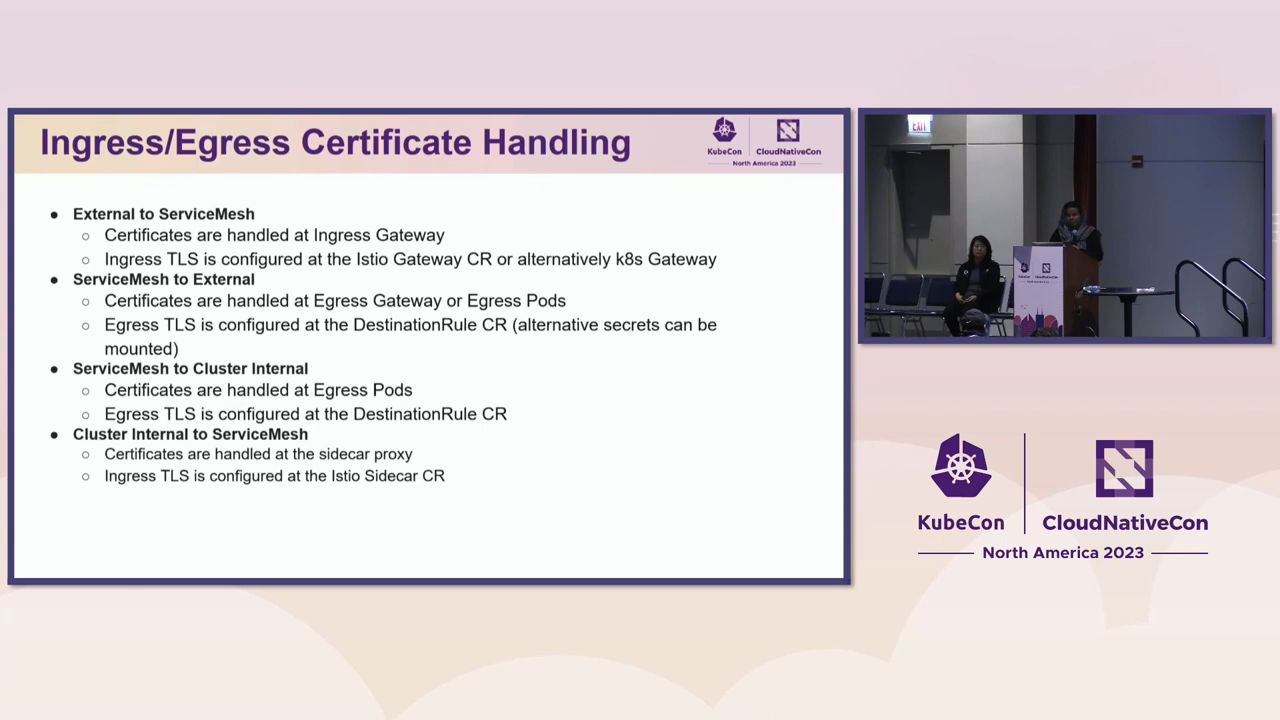 Ingress/Egress Certificate Handling
KubeCon
CloudNativeCon
North America 2023
● External to ServiceMesh
○ Certificates are handled at Ingress Gateway
○ Ingress TLS is configured at the Istio Gateway CR or alternatively k8s Gateway
● ServiceMesh to External
○ Certificates are handled at Egress Gateway or Egress Pods
○ Egress TLS is configured at the DestinationRule CR (alternative secrets can be
mounted)
● ServiceMesh to Cluster Internal
○ Certificates are handled at Egress Pods
○ Egress TLS is configured at the DestinationRule CR
● Cluster Internal to ServiceMesh
○ Certificates are handled at the sidecar proxy
○ Ingress TLS is configured at the Istio Sidecar CR
EXIT
KubeCon
CloudNativeCon
North America 2023